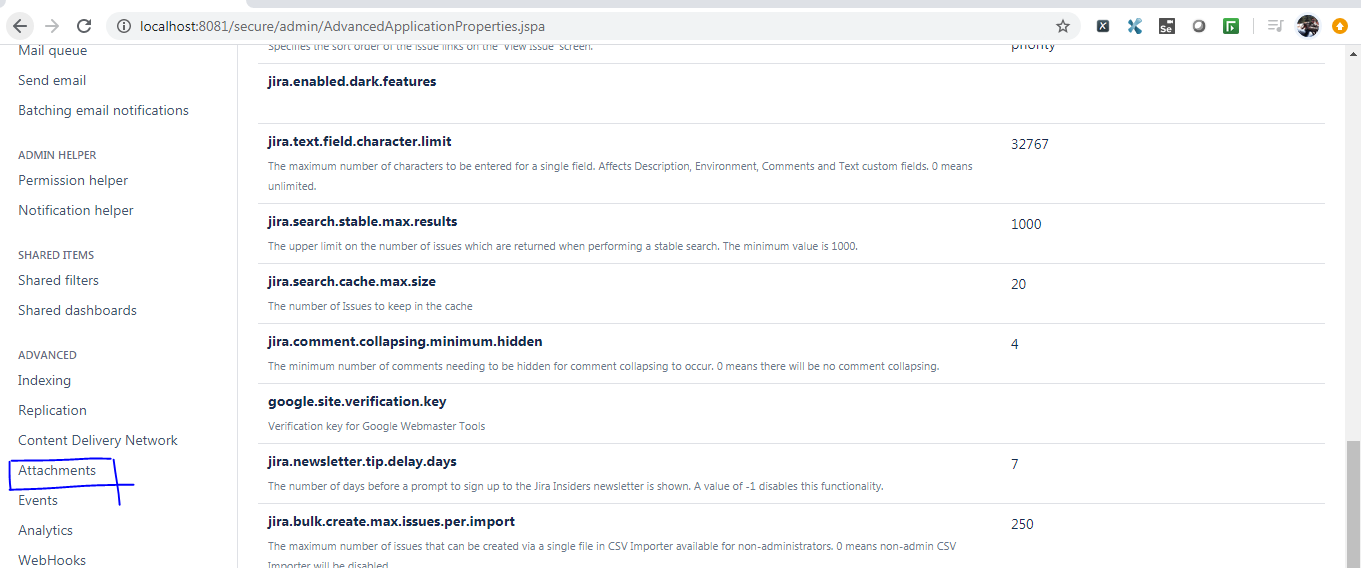 localhost:8081/secure/admin/AdvancedApplicationProperties.jspa
Se
Mail queue
Send email
Batching email notifications
ADMIN HELPER
Permission helper
Notification helper
SHARED ITEMS
Shared filters
Shared dashboards
ADVANCED
Indexing
Replication
Content Delivery Network
Attachments
Events
Analytics
WebHooks
Specifies the sort order of the issue links on the 'View Issue' screen.
priority
jira.enabled.dark.features
jira.text.field.character.limit
32767
The maximum number of characters to be entered for a single field. Affects Description, Environment, Comments and Text custom fields. 0 means
unlimited.
jira.search.stable.max.results
1000
The upper limit on the number of issues which are returned when performing a stable search. The minimum value is 1000.
jira.search.cache.max.size
20
The number of Issues to keep in the cache
jira.comment.collapsing.minimum.hidden
4
The minimum number of comments needing to be hidden for comment collapsing to occur. 0 means there will be no comment collapsing.
google.site.verification.key
Verification key for Google Webmaster Tools
jira.newsletter.tip.delay.days
7
The number of days before a prompt to sign up to the Jira Insiders newsletter is shown. A value of -1 disables this functionality.
jira.bulk.create.max.issues.per.import
250
The maximum number of issues that can be created via a single file in CSV Importer available for non-administrators. 0 means non-admin CSV
Importer will be disabled